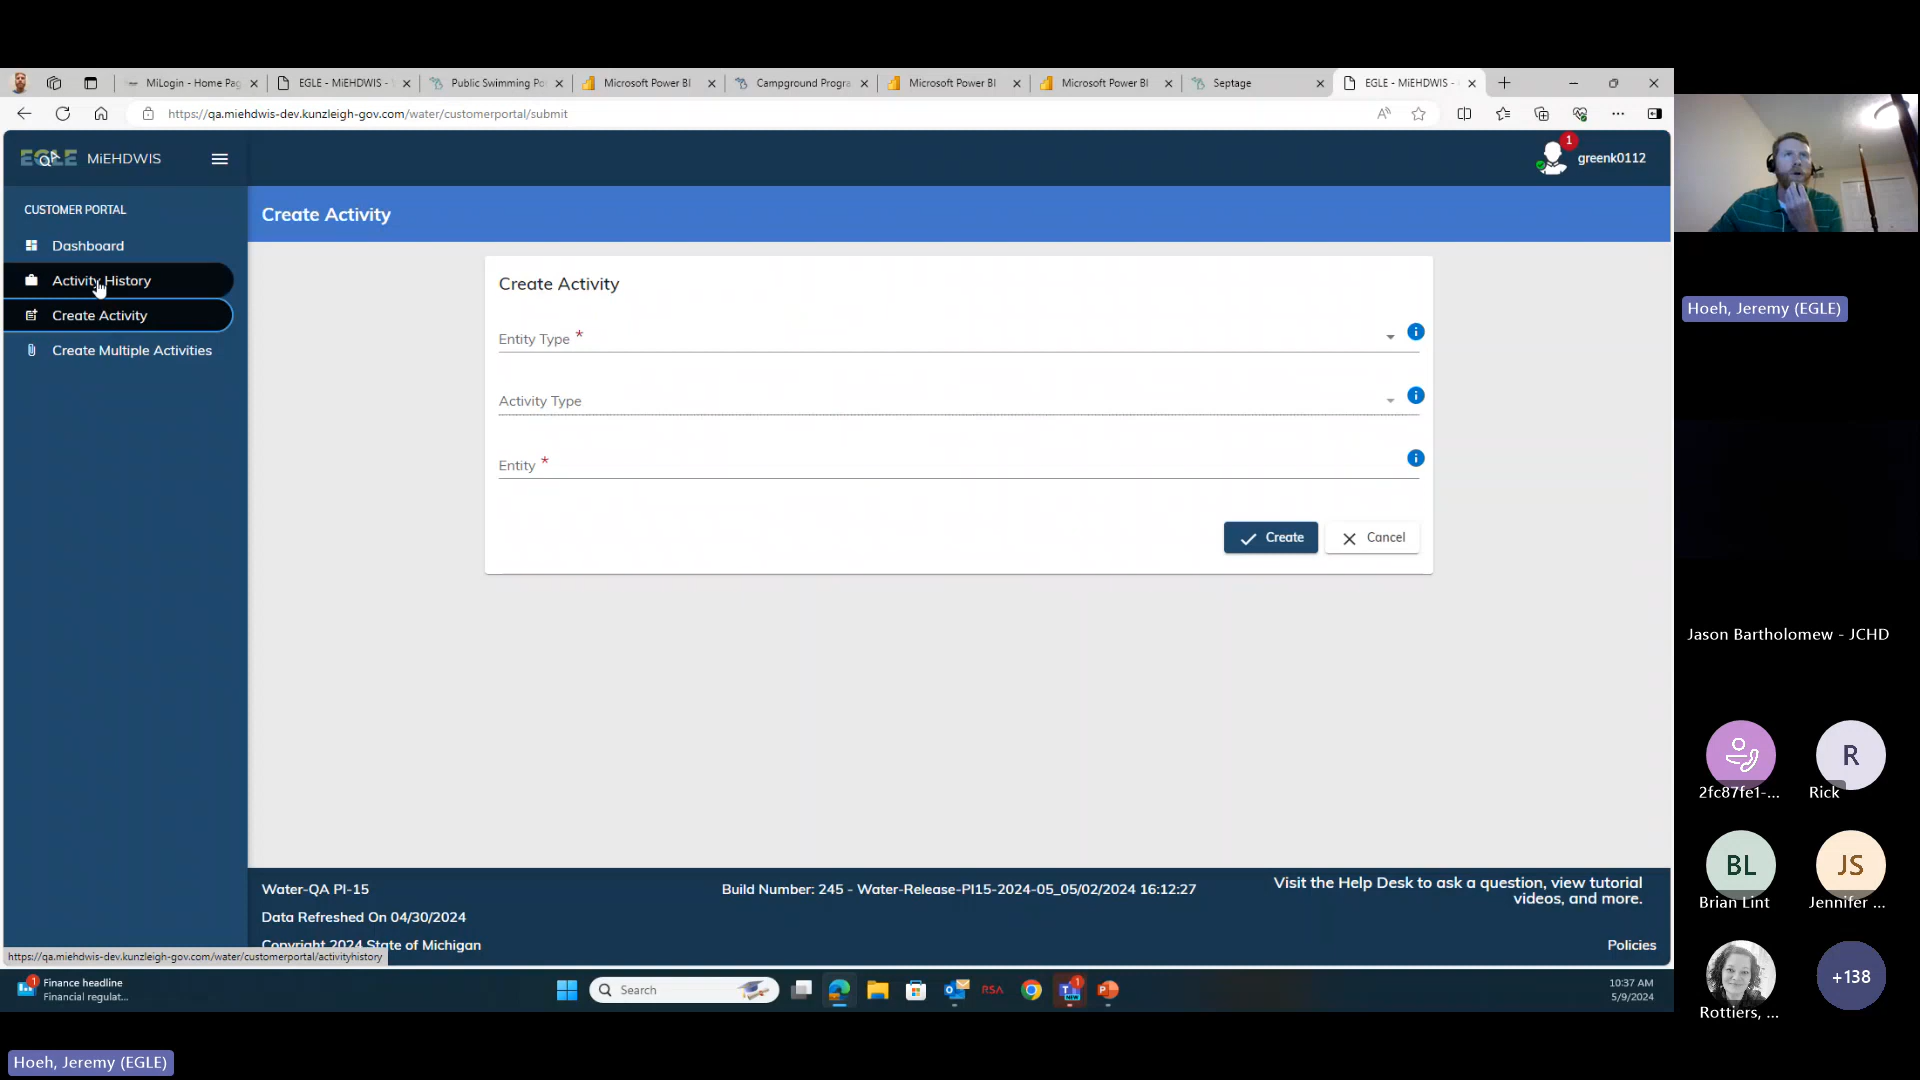 MiLogin - Home Pag
EGLE - MiEHDWIS -
Public Swimming Po
Microsoft Power BI
Campground Progra
Microsoft Power BI
Microsoft Power BI
Septage
EGLE - MiEHDWIS -
https://qa.miehdwis-dev.kunzleigh-gov.com/water/customerportal/submit
EGLE MiEHDWIS
1
greenk0112
CUSTOMER PORTAL
Dashboard
Activity History
Create Activity
Create Multiple Activities
Create Activity
Create Activity
Entity Type *
Activity Type
Entity *
Create
Cancel
Water-QA PI-15
Data Refreshed On 04/30/2024
Copyright 2024 State of Michigan
Build Number: 245 - Water-Release-PI15-2024-05_05/02/2024 16:12:27
Visit the Help Desk to ask a question, view tutorial
videos, and more.
Policies
https://qa.miehdwis-dev.kunzleigh-gov.com/water/customerportal/activityhistory
1
Finance headline
Financial regulat...
Search
RSA
1
NEW
10:37 AM
5/9/2024
Hoeh, Jeremy (EGLE)
Jason Bartholomew - JCHD
2fc87fe1-...
R
Rick
BL
Brian Lint
JS
Jennifer ...
Rottiers, ...
+138
Hoeh, Jeremy (EGLE)